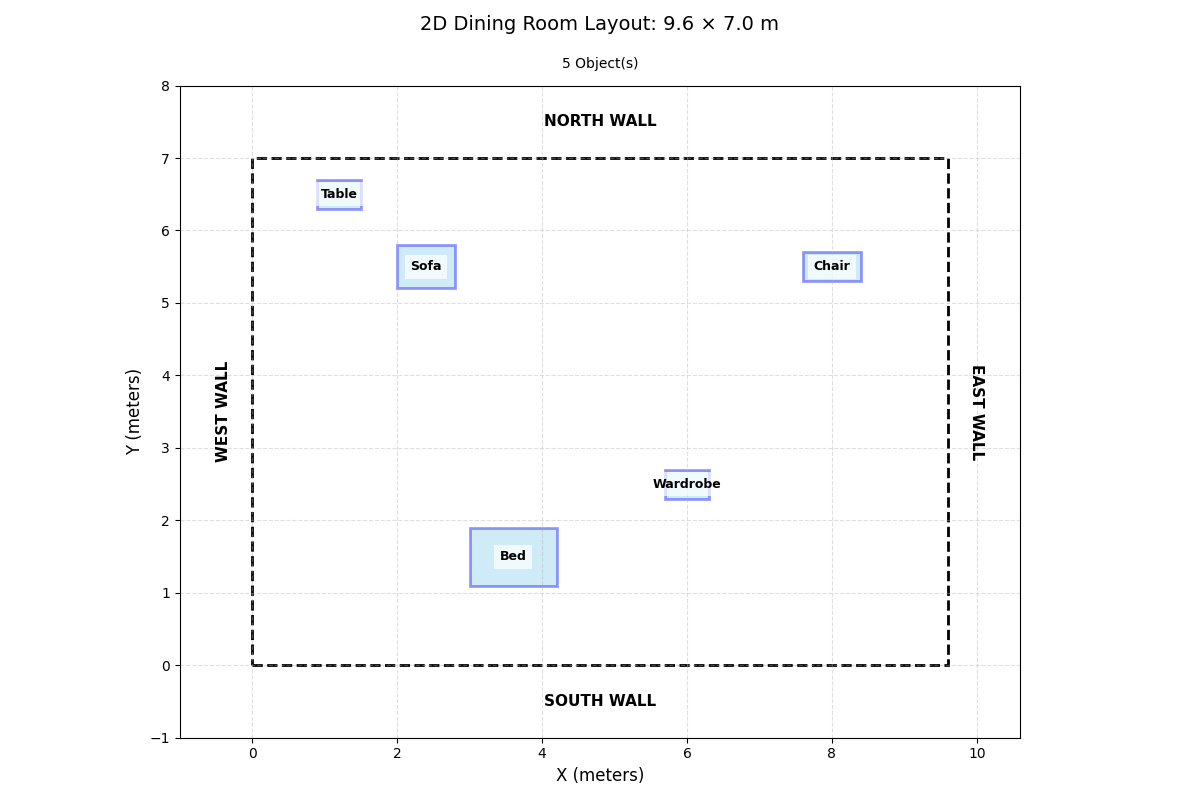 2D Dining Room Layout: 9.6 × 7.0 m
5 Object(s)
8
NORTH WALL
7
Table
6
Sofa
Chair
5
4
Y (meters)
WEST WALL
EAST WALL
3
Wardrobe
2
Bed
1
0
SOUTH WALL
−1
0 2 4 6 8 10
X (meters)